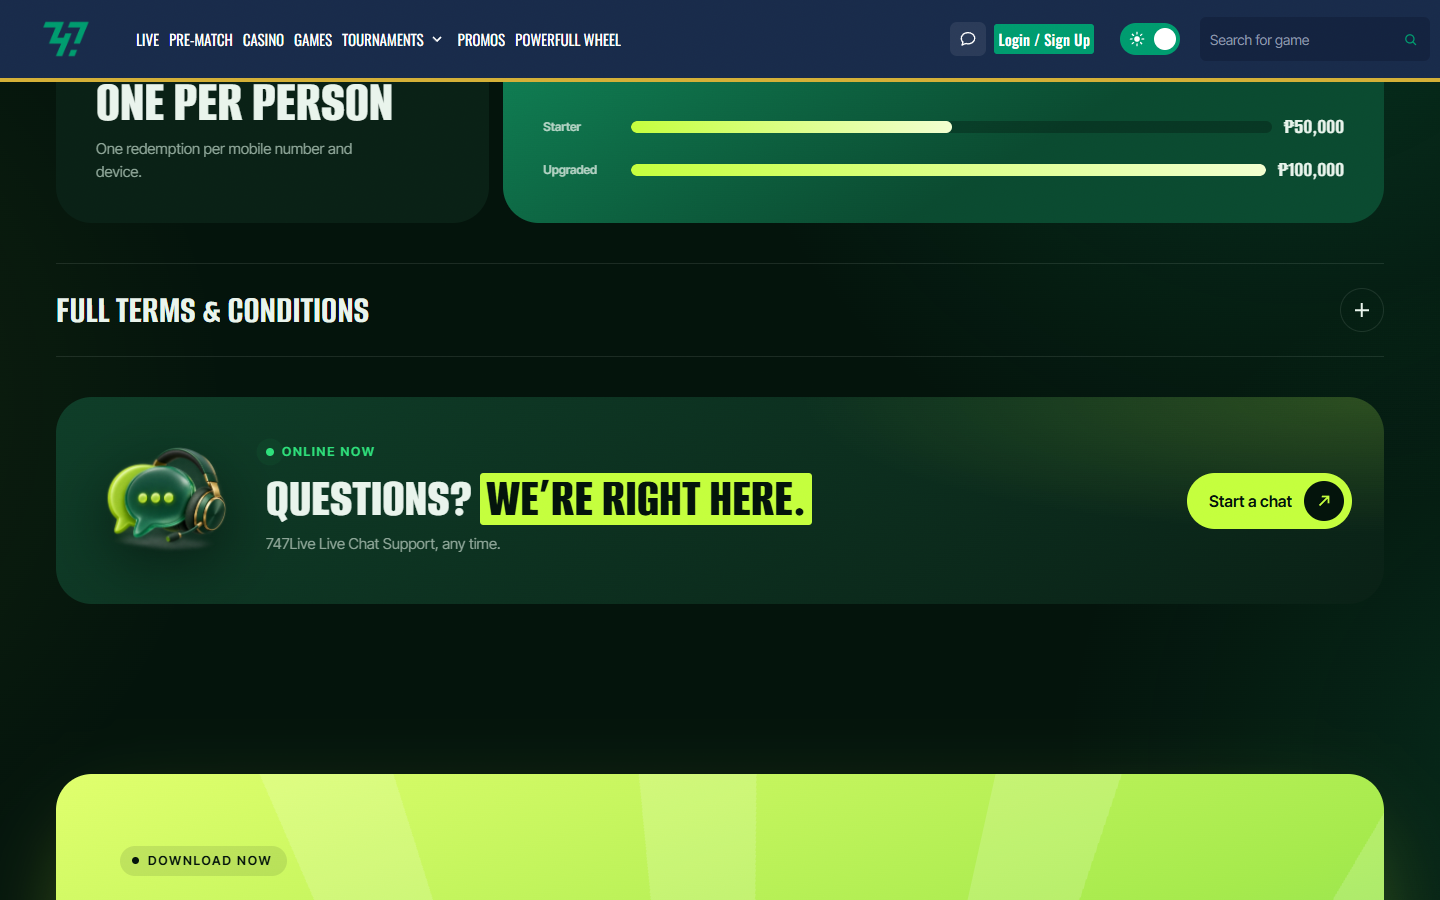 747
LIVE PRE-MATCH CASINO GAMES TOURNAMENTS PROMOS POWERFULL WHEEL
Login / Sign Up
Search for game
ONE PER PERSON
One redemption per mobile number and
device.
Starter ₱50,000
Upgraded ₱100,000
FULL TERMS & CONDITIONS
ONLINE NOW
QUESTIONS? WE’RE RIGHT HERE.
747Live Live Chat Support, any time.
Start a chat
DOWNLOAD NOW